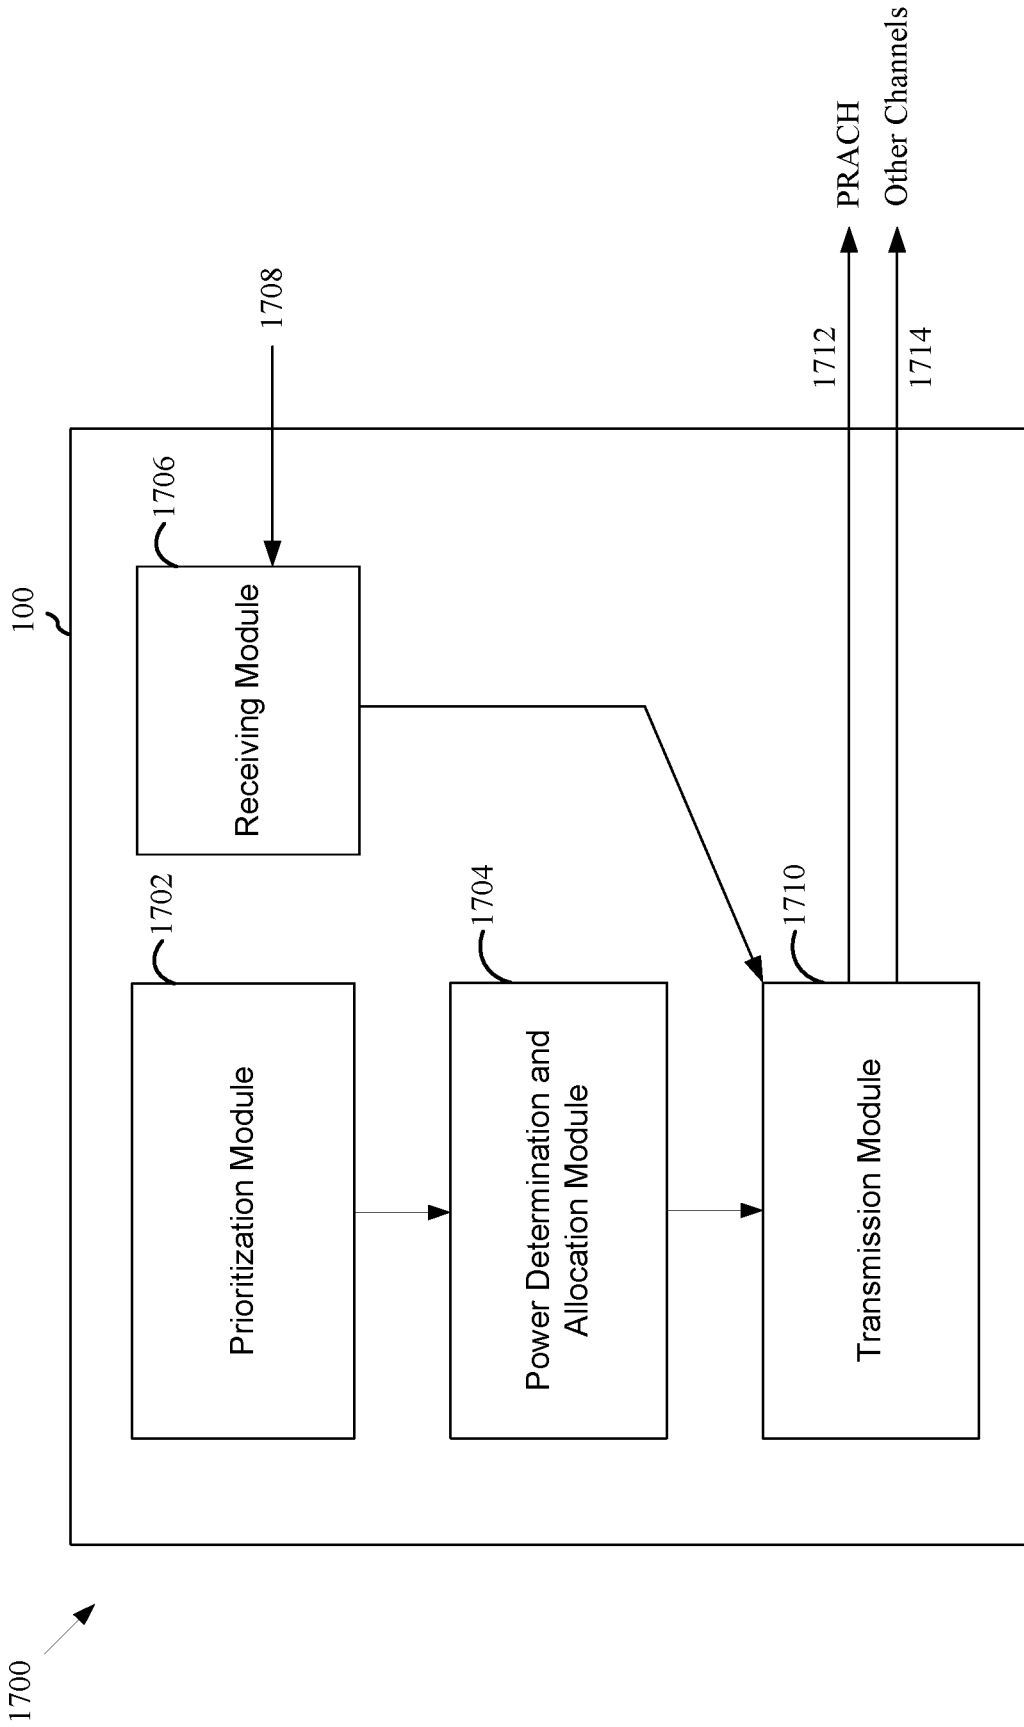 1700
100
Prioritization Module
1702
Receiving Module
1706
1708
Power Determination and
Allocation Module
1704
Transmission Module
1710
1712
PRACH
1714
Other Channels